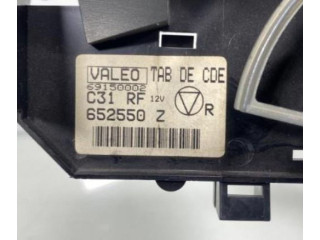 VALEO TAB DE CDE
69150002
C31 RF 12V
652550 Z R